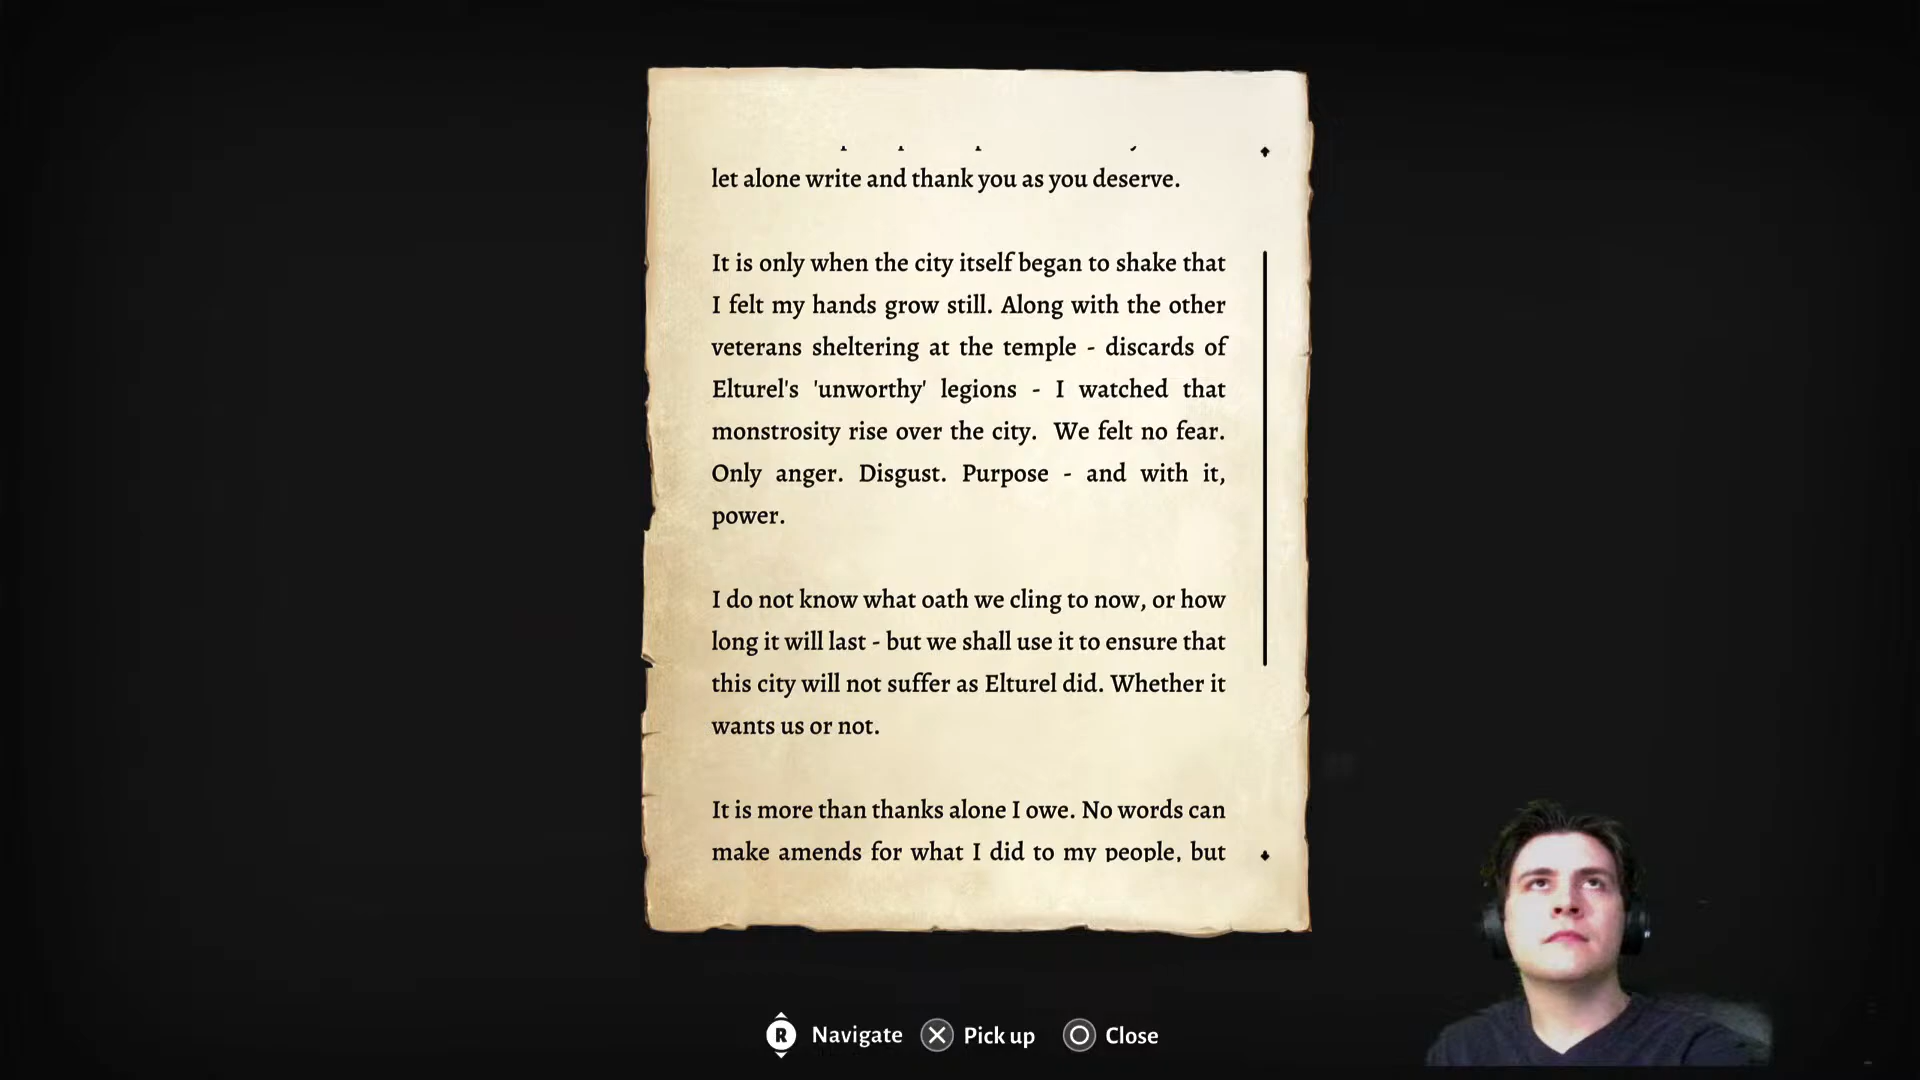 let alone write and thank you as you deserve.
It is only when the city itself began to shake that
I felt my hands grow still. Along with the other
veterans sheltering at the temple - discards of
Elturel's 'unworthy' legions - I watched that
monstrosity rise over the city.  We felt no fear.
Only anger. Disgust. Purpose - and with it,
power.
I do not know what oath we cling to now, or how
long it will last - but we shall use it to ensure that
this city will not suffer as Elturel did. Whether it
wants us or not.
It is more than thanks alone I owe. No words can
make amends for what I did to my people, but
R Navigate Pick up Close